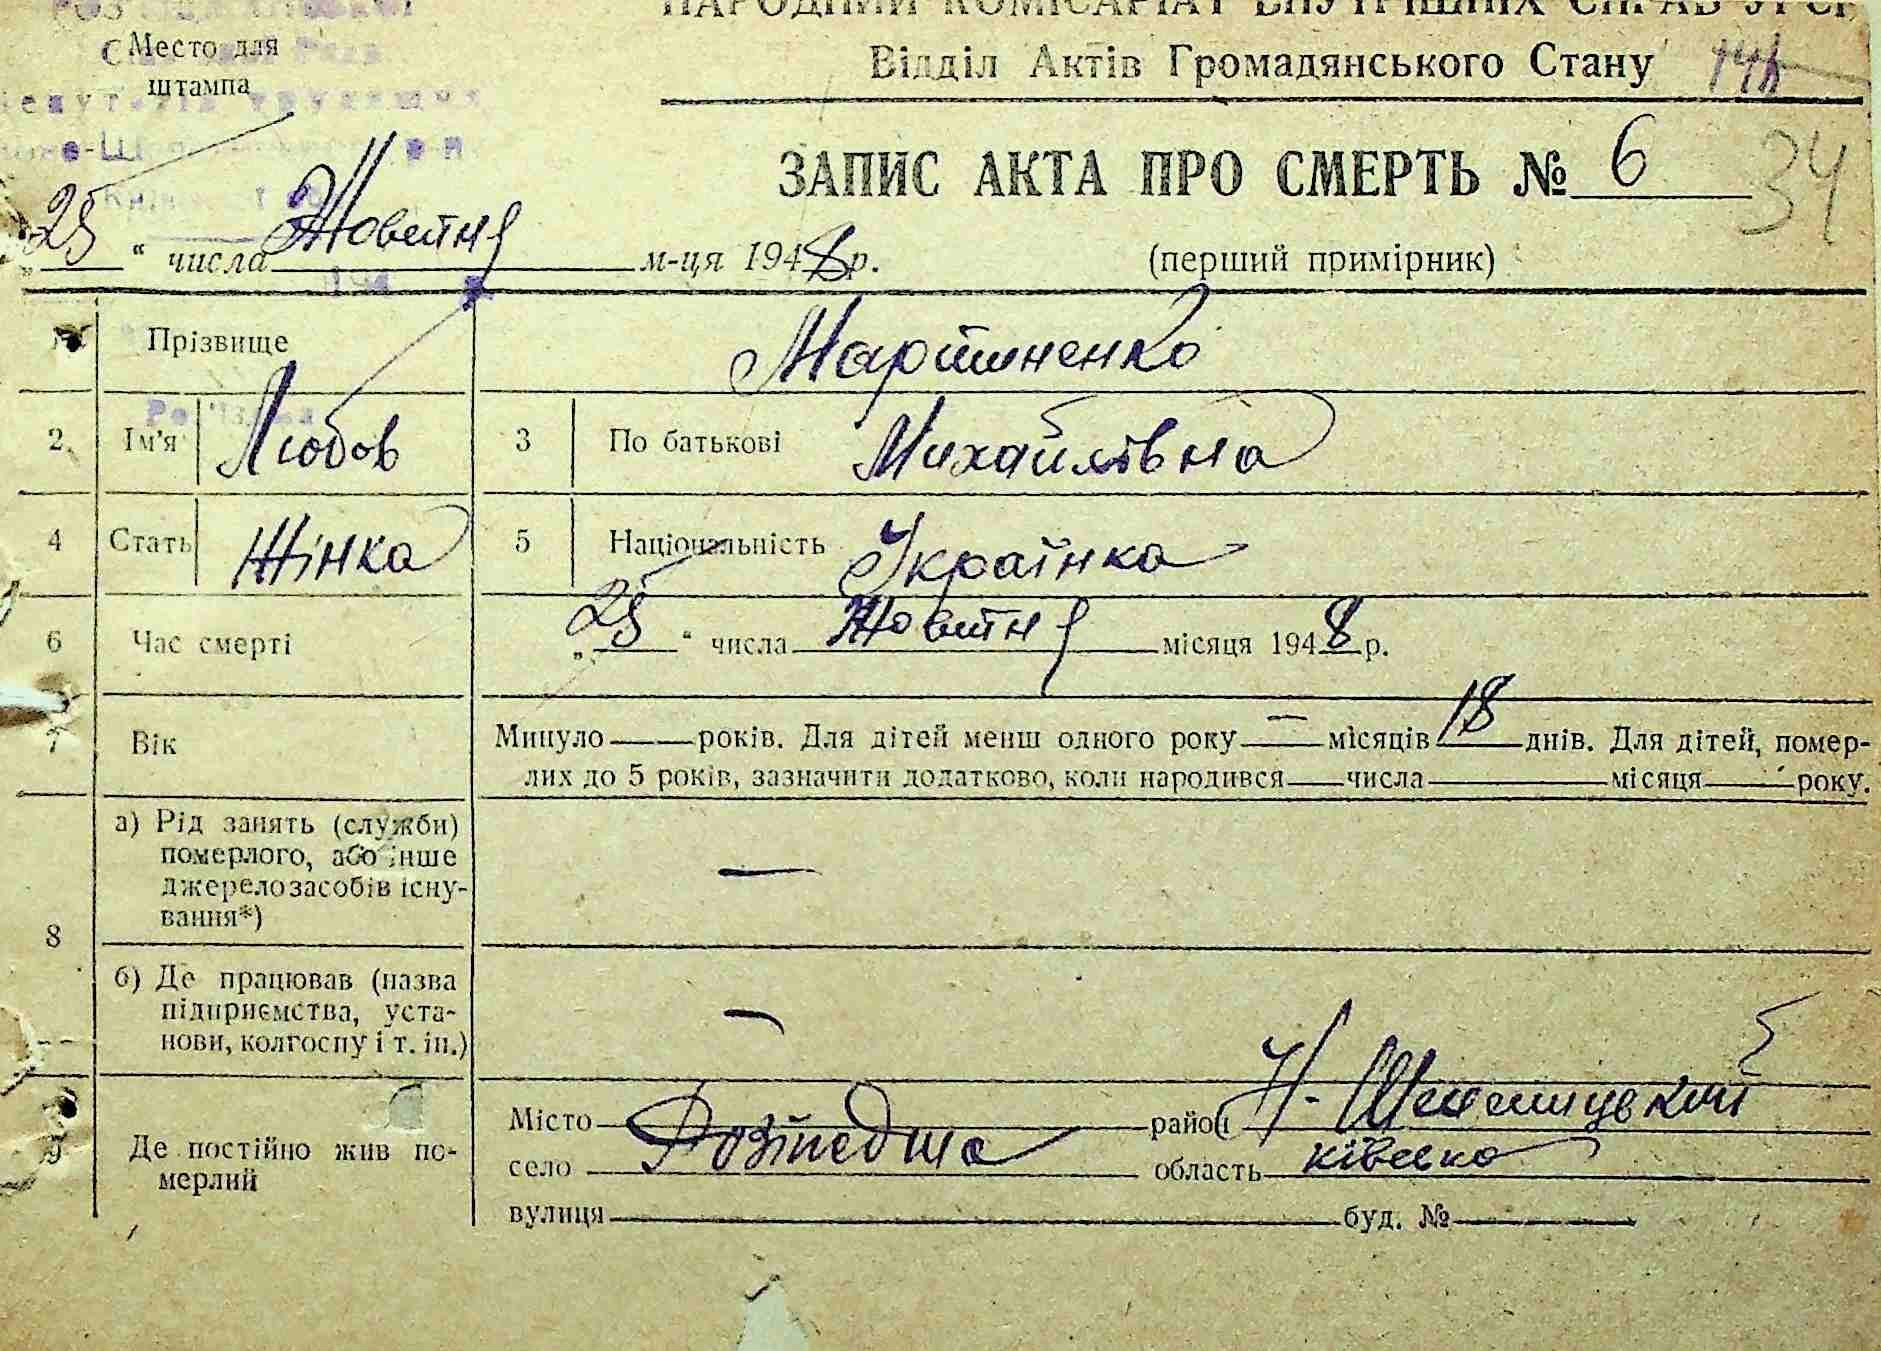 НАРОДНИЙ КОМІСАРІАТ ВНУТРІШНІХ СПРАВ УРСР
Место для
штампа
Відділ Актів Громадянського Стану
ЗАПИС АКТА ПРО СМЕРТЬ № 6
34
„25“ числа Жовтня м-ця 1948 р.
(перший примірник)
Прізвище Мартиненко
2 Ім'я Любов 3 По батькові Михайлівна
4 Стать Жінка 5 Національність Українка
6 Час смерті „25“ числа Жовтня місяця 1948 р.
7 Вік Минуло — років. Для дітей менш одного року — місяців 18 днів. Для дітей, помер-
лих до 5 років, зазначити додатково, коли народився — числа — місяця — року.
8 а) Рід занять (служби)
померлого, або інше
джерело засобів існу-
вання*) —
б) Де працював (назва
підприємства, уста-
нови, колгоспу і т. ін.) —
9 Де постійно жив по-
мерлий
Місто район Н-
село область
вулиця буд. №